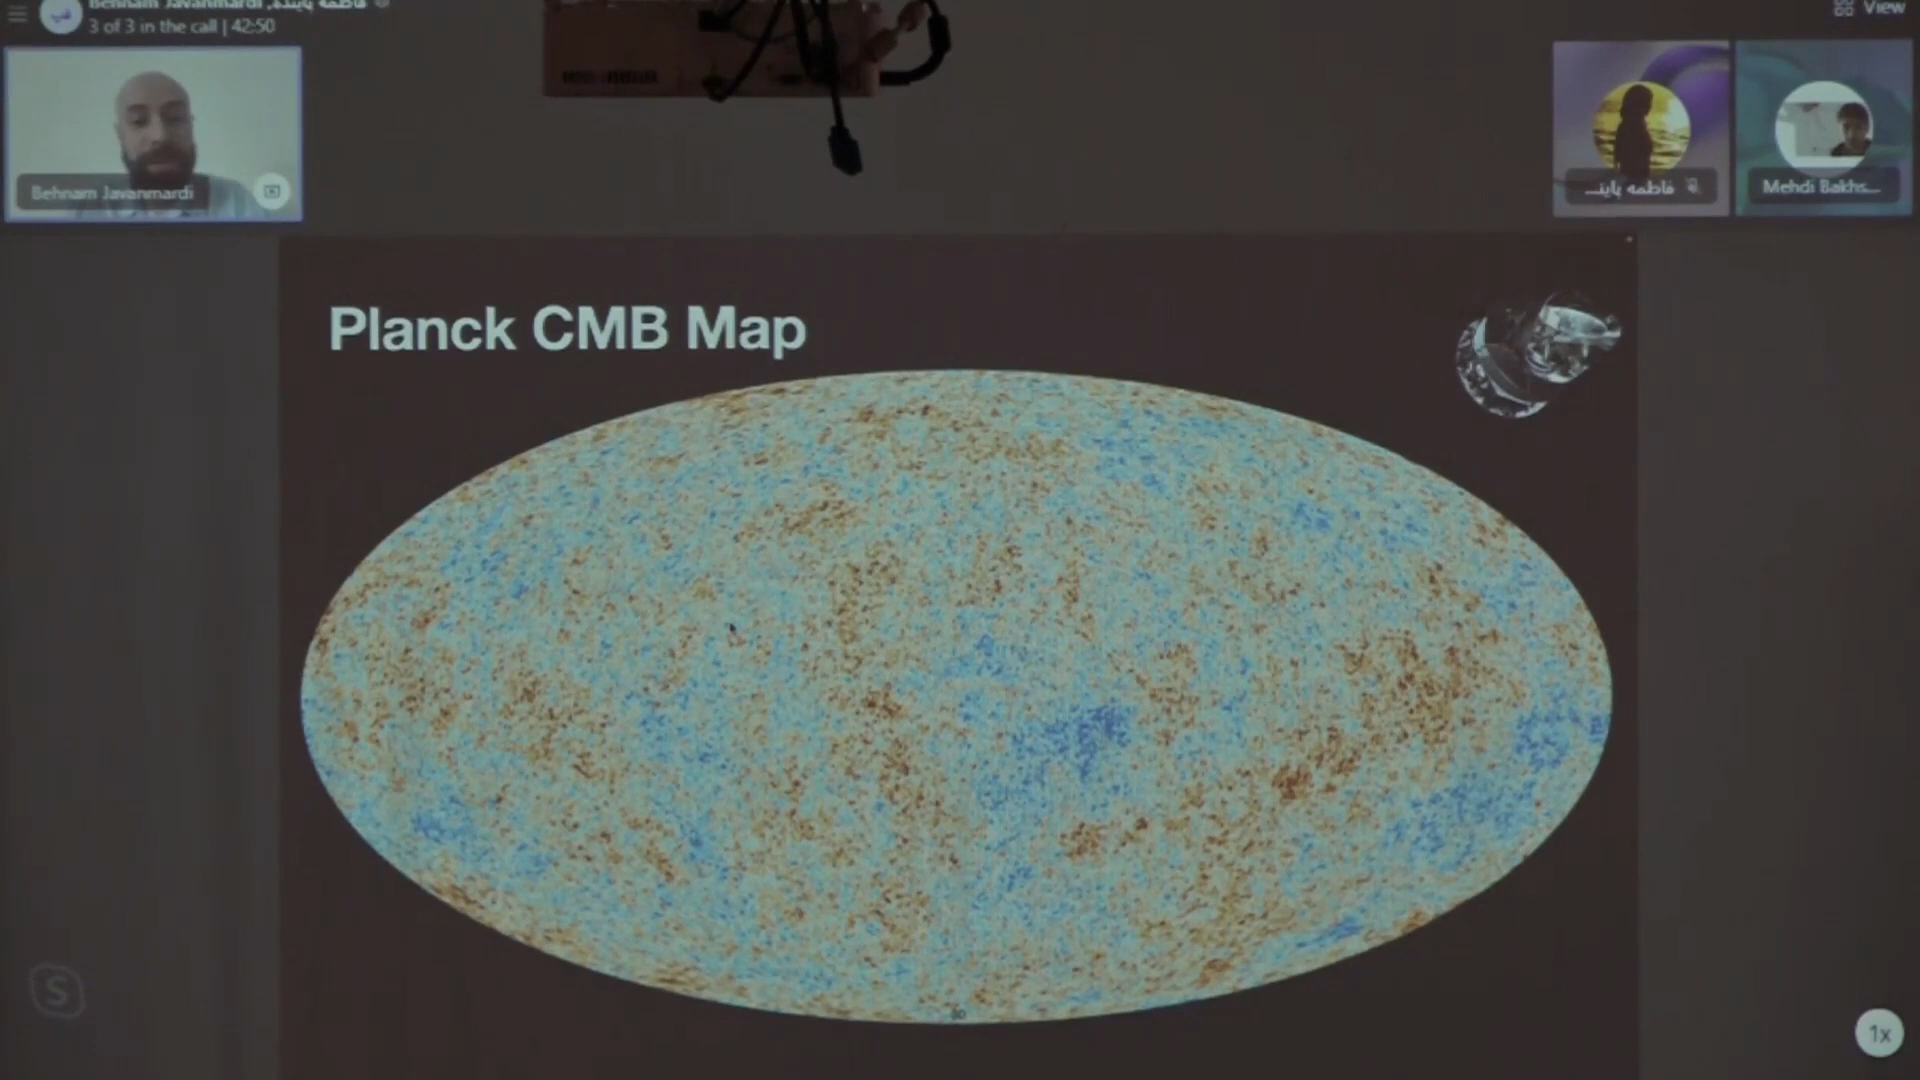 Behnam Javanmardi, فاطمه پاینده
3 of 3 in the call | 42:50
View
Behnam Javanmardi
فاطمه پاینـ...
Mehdi Bakhs...
Planck CMB Map
S
1x